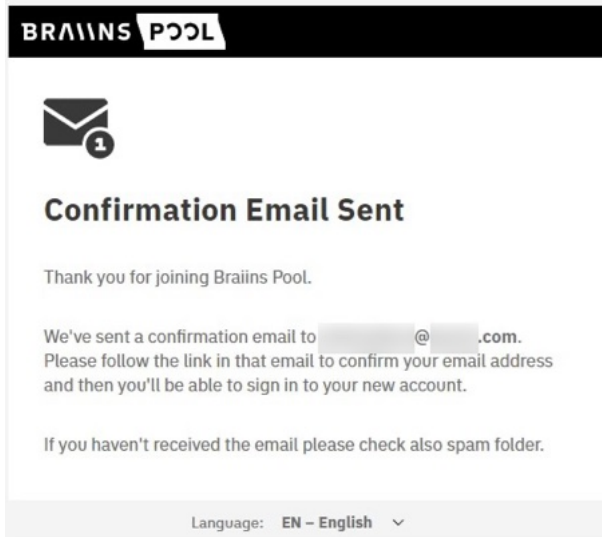 BRAIINS POOL
1
Confirmation Email Sent
Thank you for joining Braiins Pool.
We've sent a confirmation email to @ .com.
Please follow the link in that email to confirm your email address
and then you'll be able to sign in to your new account.
If you haven't received the email please check also spam folder.
Language: EN – English